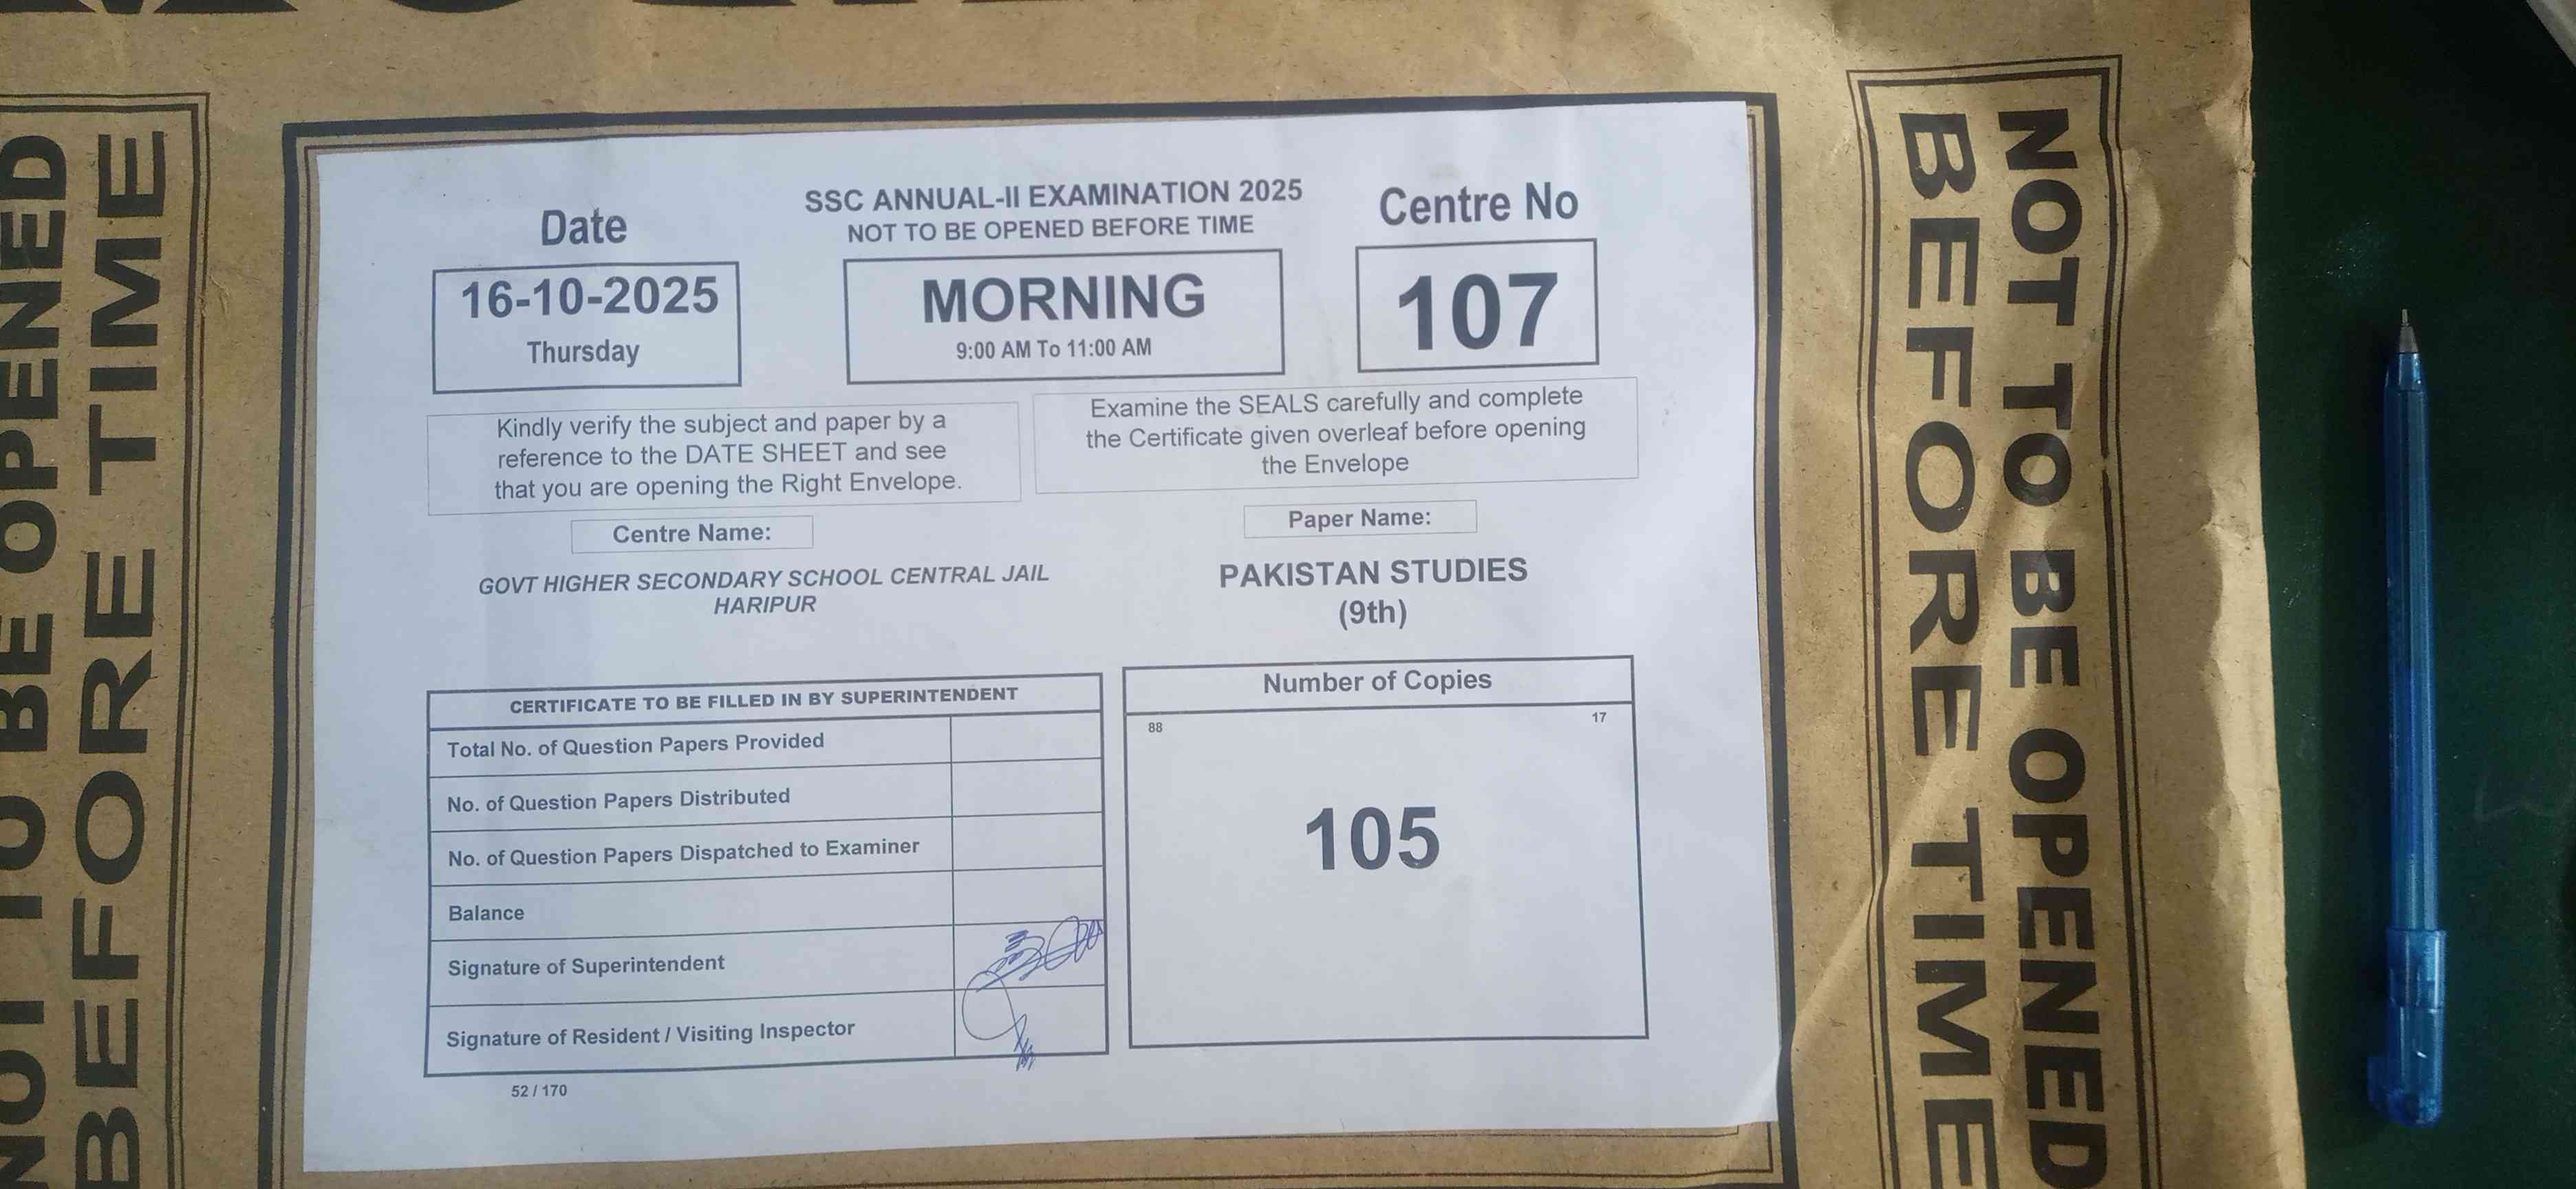 NOT TO BE OPENED
BEFORE TIME
Date
16-10-2025
Thursday
SSC ANNUAL-II EXAMINATION 2025
NOT TO BE OPENED BEFORE TIME
MORNING
9:00 AM To 11:00 AM
Centre No
107
Kindly verify the subject and paper by a
reference to the DATE SHEET and see
that you are opening the Right Envelope.
Examine the SEALS carefully and complete
the Certificate given overleaf before opening
the Envelope
Centre Name:
GOVT HIGHER SECONDARY SCHOOL CENTRAL JAIL
HARIPUR
Paper Name:
PAKISTAN STUDIES
(9th)
CERTIFICATE TO BE FILLED IN BY SUPERINTENDENT
Total No. of Question Papers Provided
No. of Question Papers Distributed
No. of Question Papers Dispatched to Examiner
Balance
Signature of Superintendent
Signature of Resident / Visiting Inspector
52 / 170
Number of Copies
88
17
105
NOT TO BE OPENED
BEFORE TIME